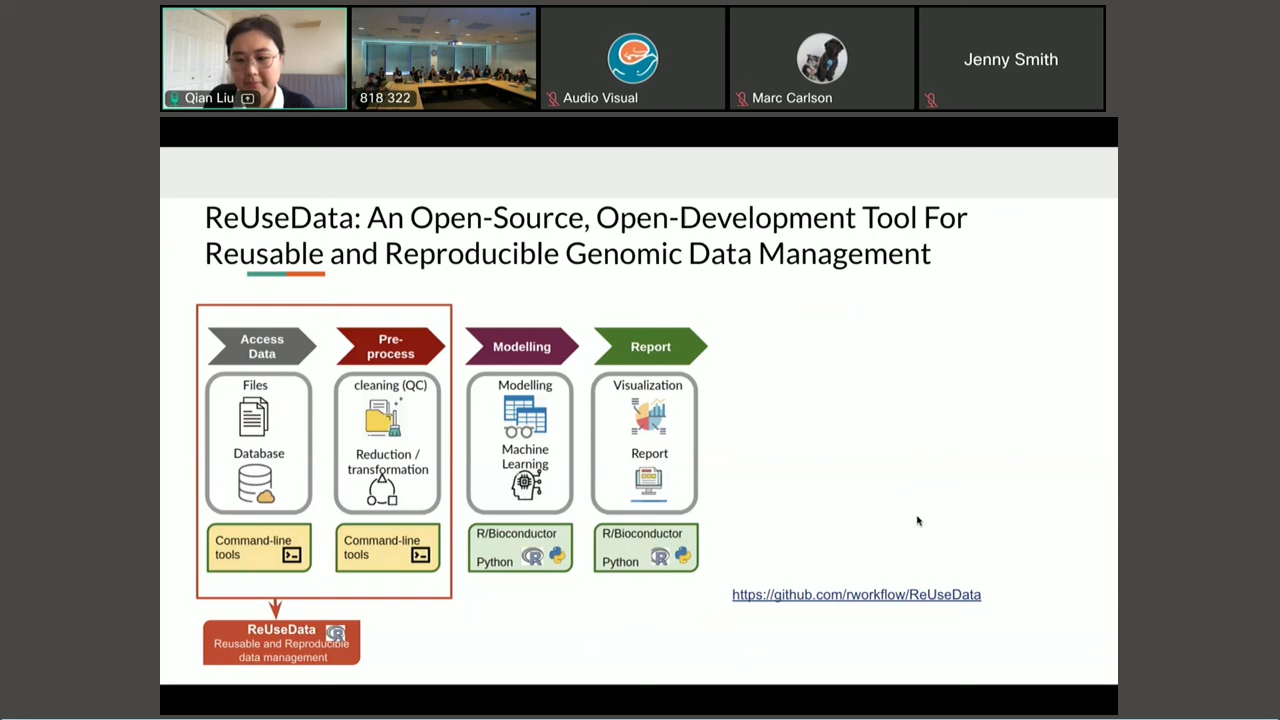 Qian Liu
818 322
Audio Visual
Marc Carlson
Jenny Smith
ReUseData: An Open-Source, Open-Development Tool For
Reusable and Reproducible Genomic Data Management
Access
Data
Pre-
process
Modelling
Report
Files
Database
cleaning (QC)
Reduction /
transformation
Modelling
Machine
Learning
Visualization
Report
Command-line
tools
Command-line
tools
R/Bioconductor
Python
R/Bioconductor
Python
https://github.com/rworkflow/ReUseData
ReUseData
Reusable and Reproducible
data management